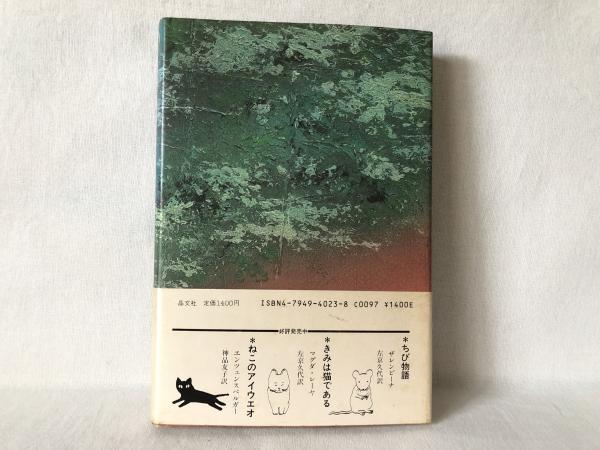 晶文社 定価1400円
ISBN4-7949-4023-8 C0097 ¥1400E
好評発売中
*ちび物語
ザレンビーナ
左京久代訳
*きみは猫である
マグダ・レーヤ
左京久代訳
*ねこのアイウエオ
エンツェンスベルガー
神品友子訳